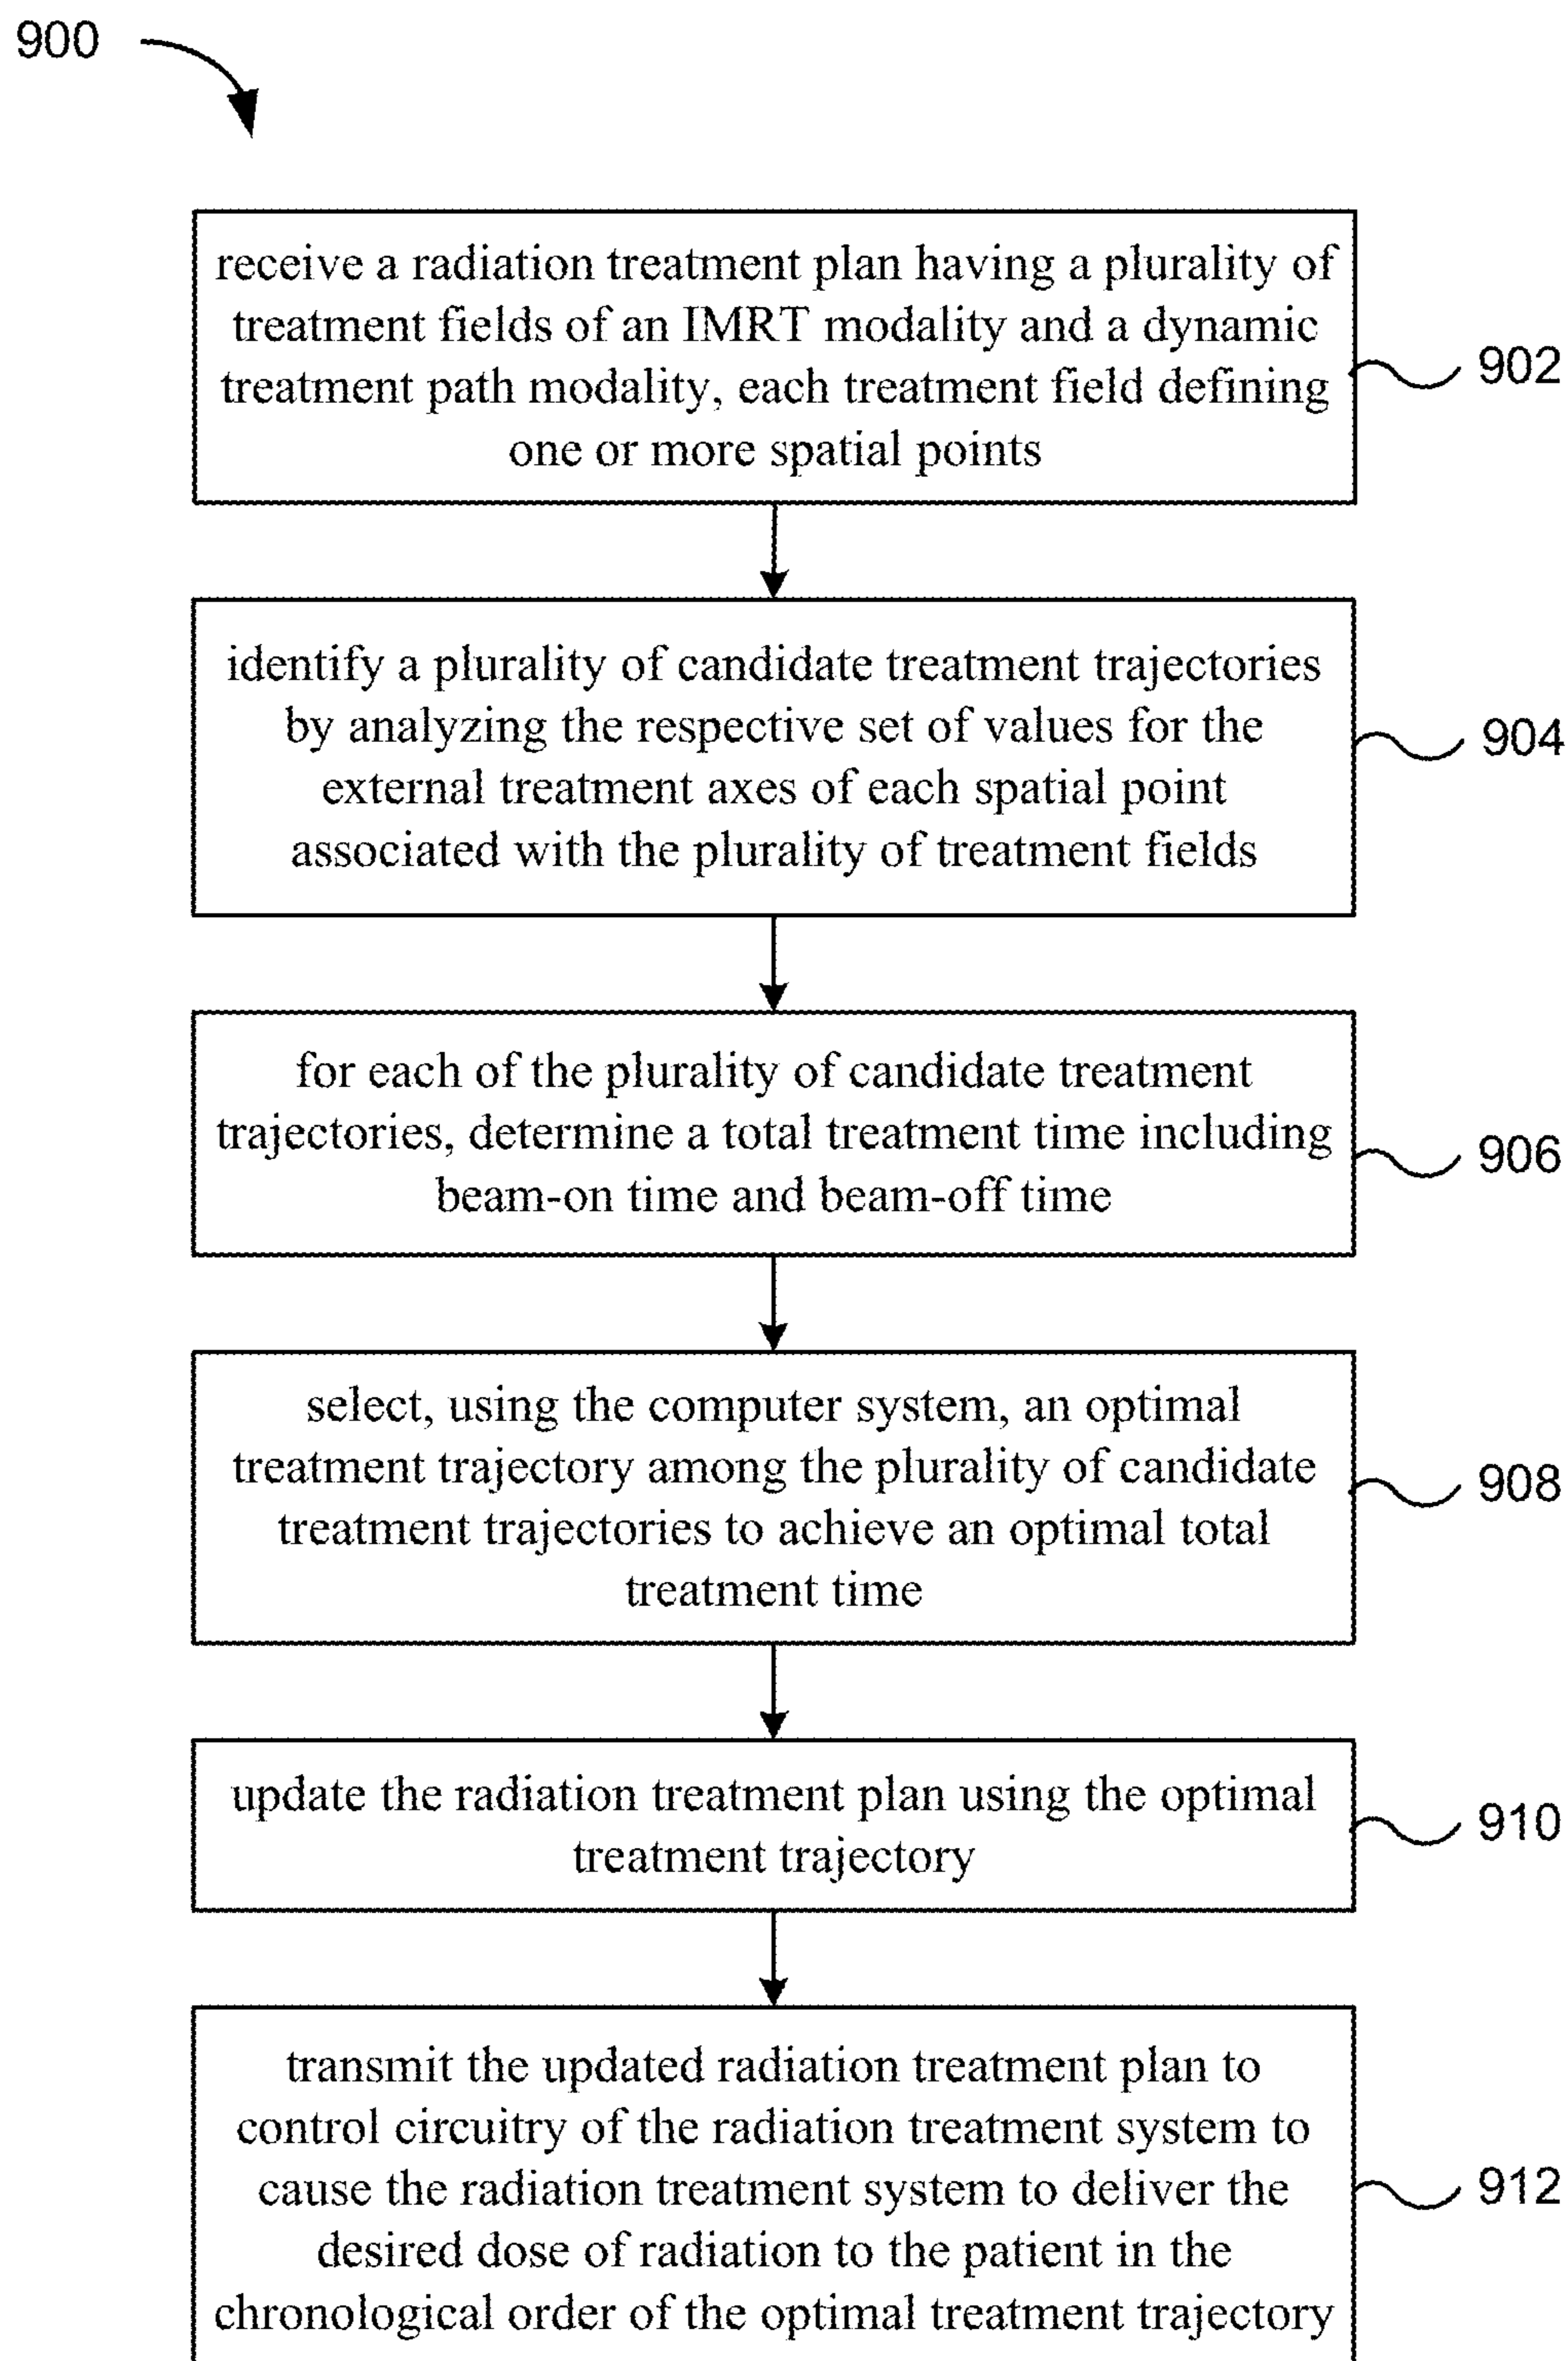 900
receive a radiation treatment plan having a plurality of
treatment fields of an IMRT modality and a dynamic
treatment path modality, each treatment field defining
one or more spatial points
902
identify a plurality of candidate treatment trajectories
by analyzing the respective set of values for the
external treatment axes of each spatial point
associated with the plurality of treatment fields
904
for each of the plurality of candidate treatment
trajectories, determine a total treatment time including
beam-on time and beam-off time
906
select, using the computer system, an optimal
treatment trajectory among the plurality of candidate
treatment trajectories to achieve an optimal total
treatment time
908
update the radiation treatment plan using the optimal
treatment trajectory
910
transmit the updated radiation treatment plan to
control circuitry of the radiation treatment system to
cause the radiation treatment system to deliver the
desired dose of radiation to the patient in the
chronological order of the optimal treatment trajectory
912